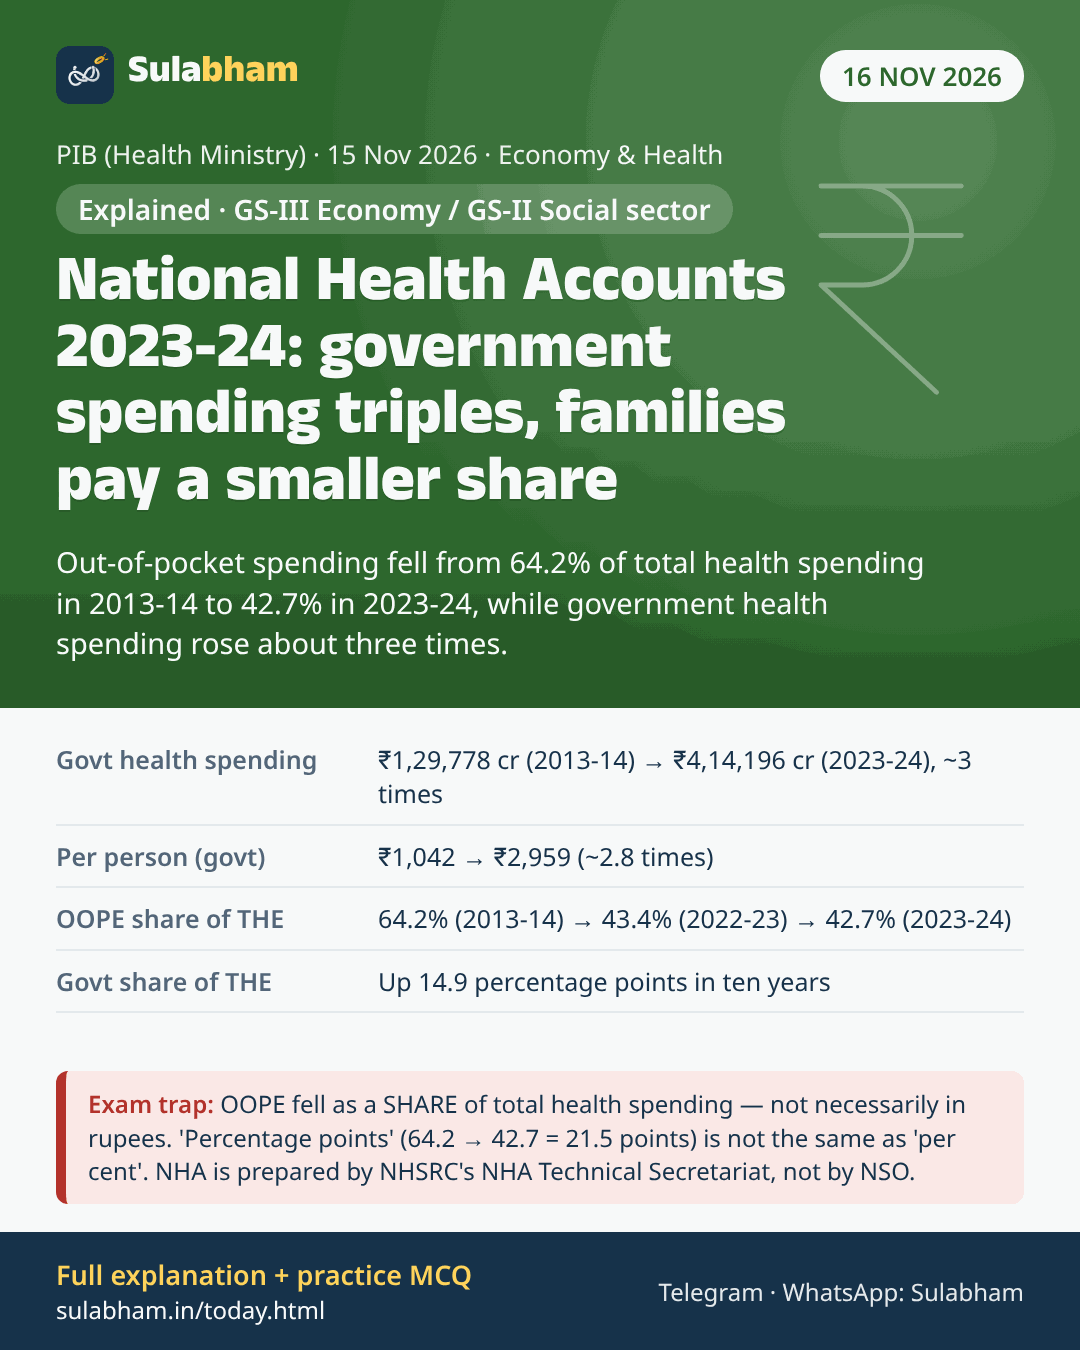 Sulabham
16 NOV 2026
PIB (Health Ministry) · 15 Nov 2026 · Economy & Health
Explained · GS-III Economy / GS-II Social sector
National Health Accounts
2023-24: government
spending triples, families
pay a smaller share
Out-of-pocket spending fell from 64.2% of total health spending
in 2013-14 to 42.7% in 2023-24, while government health
spending rose about three times.
Govt health spending ₹1,29,778 cr (2013-14) → ₹4,14,196 cr (2023-24), ~3
times
Per person (govt) ₹1,042 → ₹2,959 (~2.8 times)
OOPE share of THE 64.2% (2013-14) → 43.4% (2022-23) → 42.7% (2023-24)
Govt share of THE Up 14.9 percentage points in ten years
Exam trap: OOPE fell as a SHARE of total health spending — not necessarily in
rupees. 'Percentage points' (64.2 → 42.7 = 21.5 points) is not the same as 'per
cent'. NHA is prepared by NHSRC's NHA Technical Secretariat, not by NSO.
Full explanation + practice MCQ
sulabham.in/today.html
Telegram · WhatsApp: Sulabham